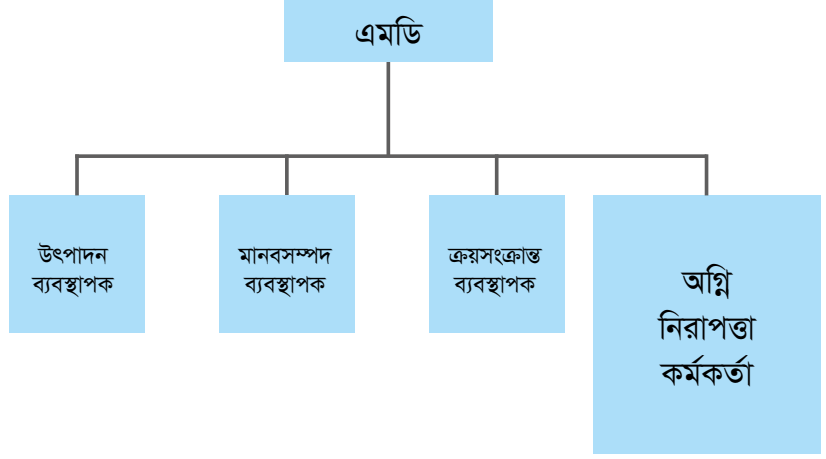 এমডি
উৎপাদন
ব্যবস্থাপক
মানবসম্পদ
ব্যবস্থাপক
ক্রয়সংক্রান্ত
ব্যবস্থাপক
অগ্নি
নিরাপত্তা
কর্মকর্তা